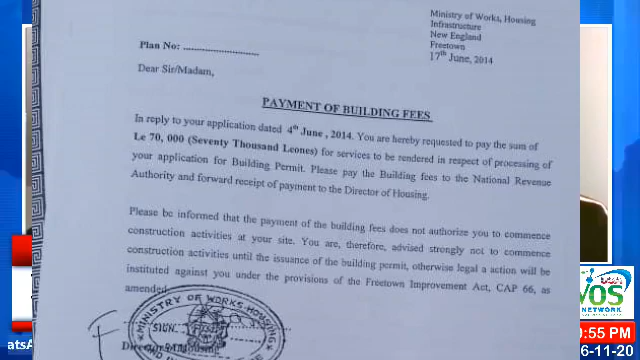 Ministry of Works, Housing
Infrastructure
New England
Freetown
17th June, 2014
Plan No: ..............................
Dear Sir/Madam,
PAYMENT OF BUILDING FEES
In reply to your application dated 4th June , 2014. You are hereby requested to pay the sum of
Le 70, 000 (Seventy Thousand Leones) for services to be rendered in respect of processing of
your application for Building Permit. Please pay the Building fees to the National Revenue
Authority and forward receipt of payment to the Director of Housing.
Please be informed that the payment of the building fees does not authorize you to commence
construction activities at your site. You are, therefore, advised strongly not to commence
construction activities until the issuance of the building permit, otherwise legal a action will be
instituted against you under the provisions of the Freetown Improvement Act, CAP 66, as
amended
MINISTRY OF WORKS, HOUSING
SIGN.
VOS
NETWORK
:55 PM
6-11-20
atsA